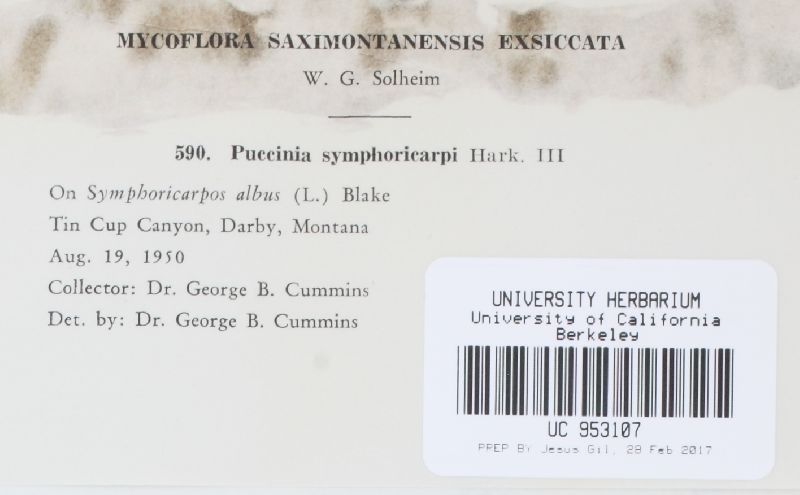 MYCOFLORA SAXIMONTANENSIS EXSICCATA
W. G. Solheim
590. Puccinia symphoricarpi Hark. III
On Symphoricarpos albus (L.) Blake
Tin Cup Canyon, Darby, Montana
Aug. 19, 1950
Collector: Dr. George B. Cummins
Det. by: Dr. George B. Cummins
UNIVERSITY HERBARIUM
University of California
Berkeley
UC 953107
PREP BY Jesus Gil, 28 Feb 2017